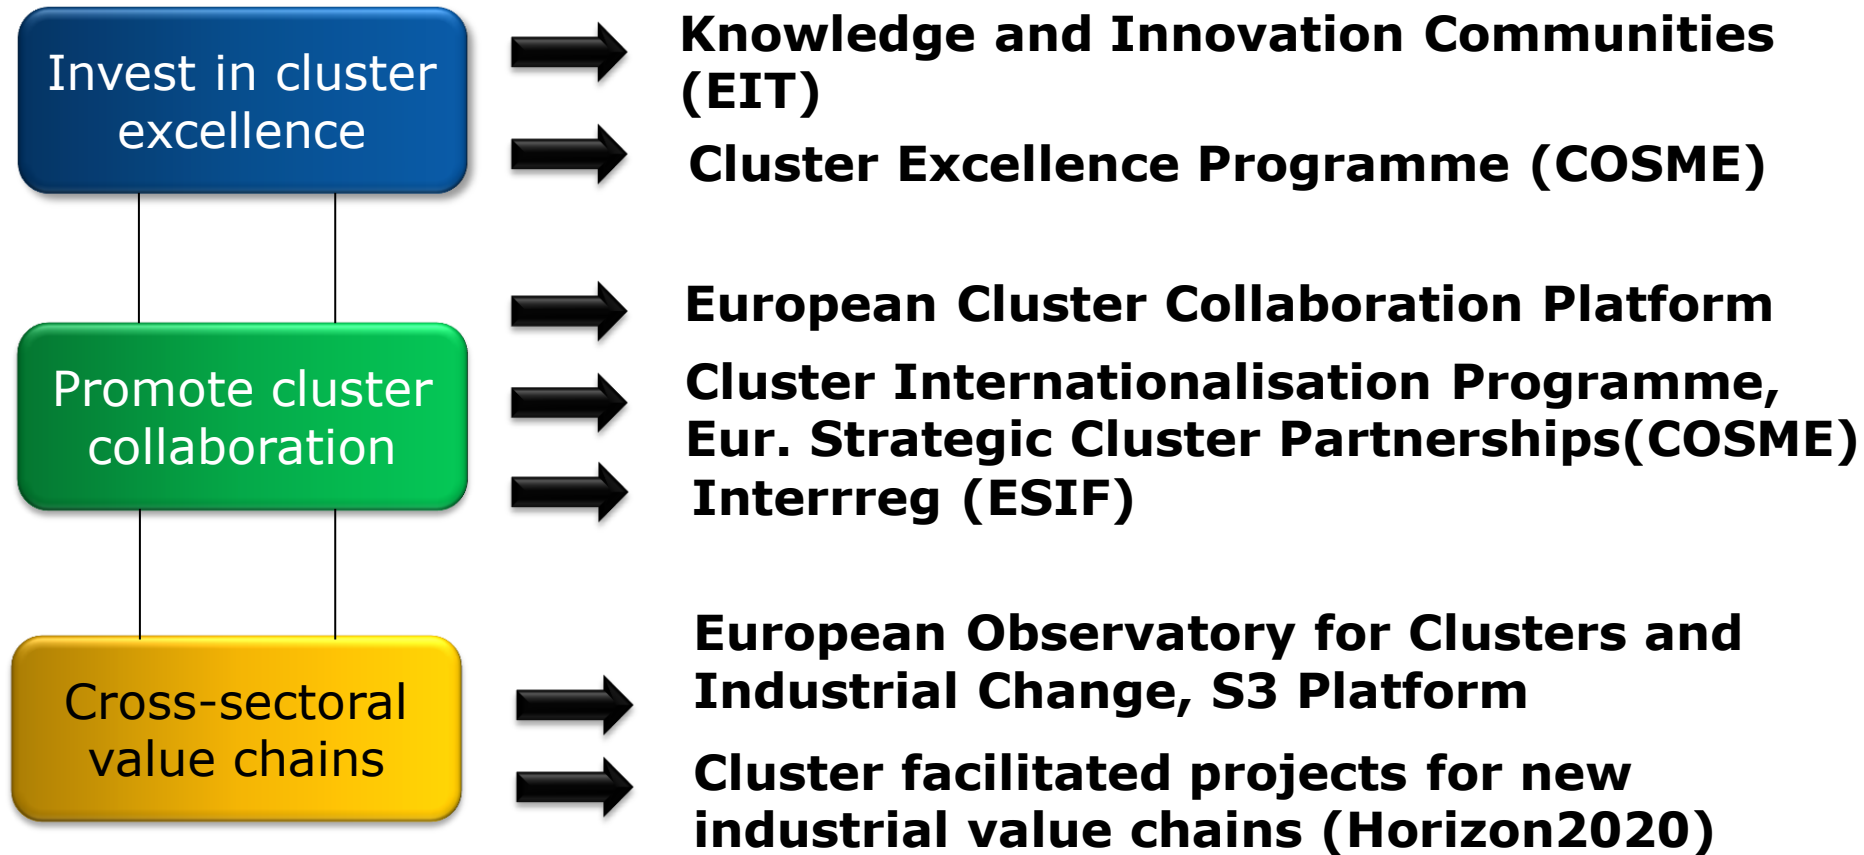 Invest in cluster
excellence
Knowledge and Innovation Communities
(EIT)
Cluster Excellence Programme (COSME)
Promote cluster
collaboration
European Cluster Collaboration Platform
Cluster Internationalisation Programme,
Eur. Strategic Cluster Partnerships(COSME)
Interrreg (ESIF)
Cross-sectoral
value chains
European Observatory for Clusters and
Industrial Change, S3 Platform
Cluster facilitated projects for new
industrial value chains (Horizon2020)